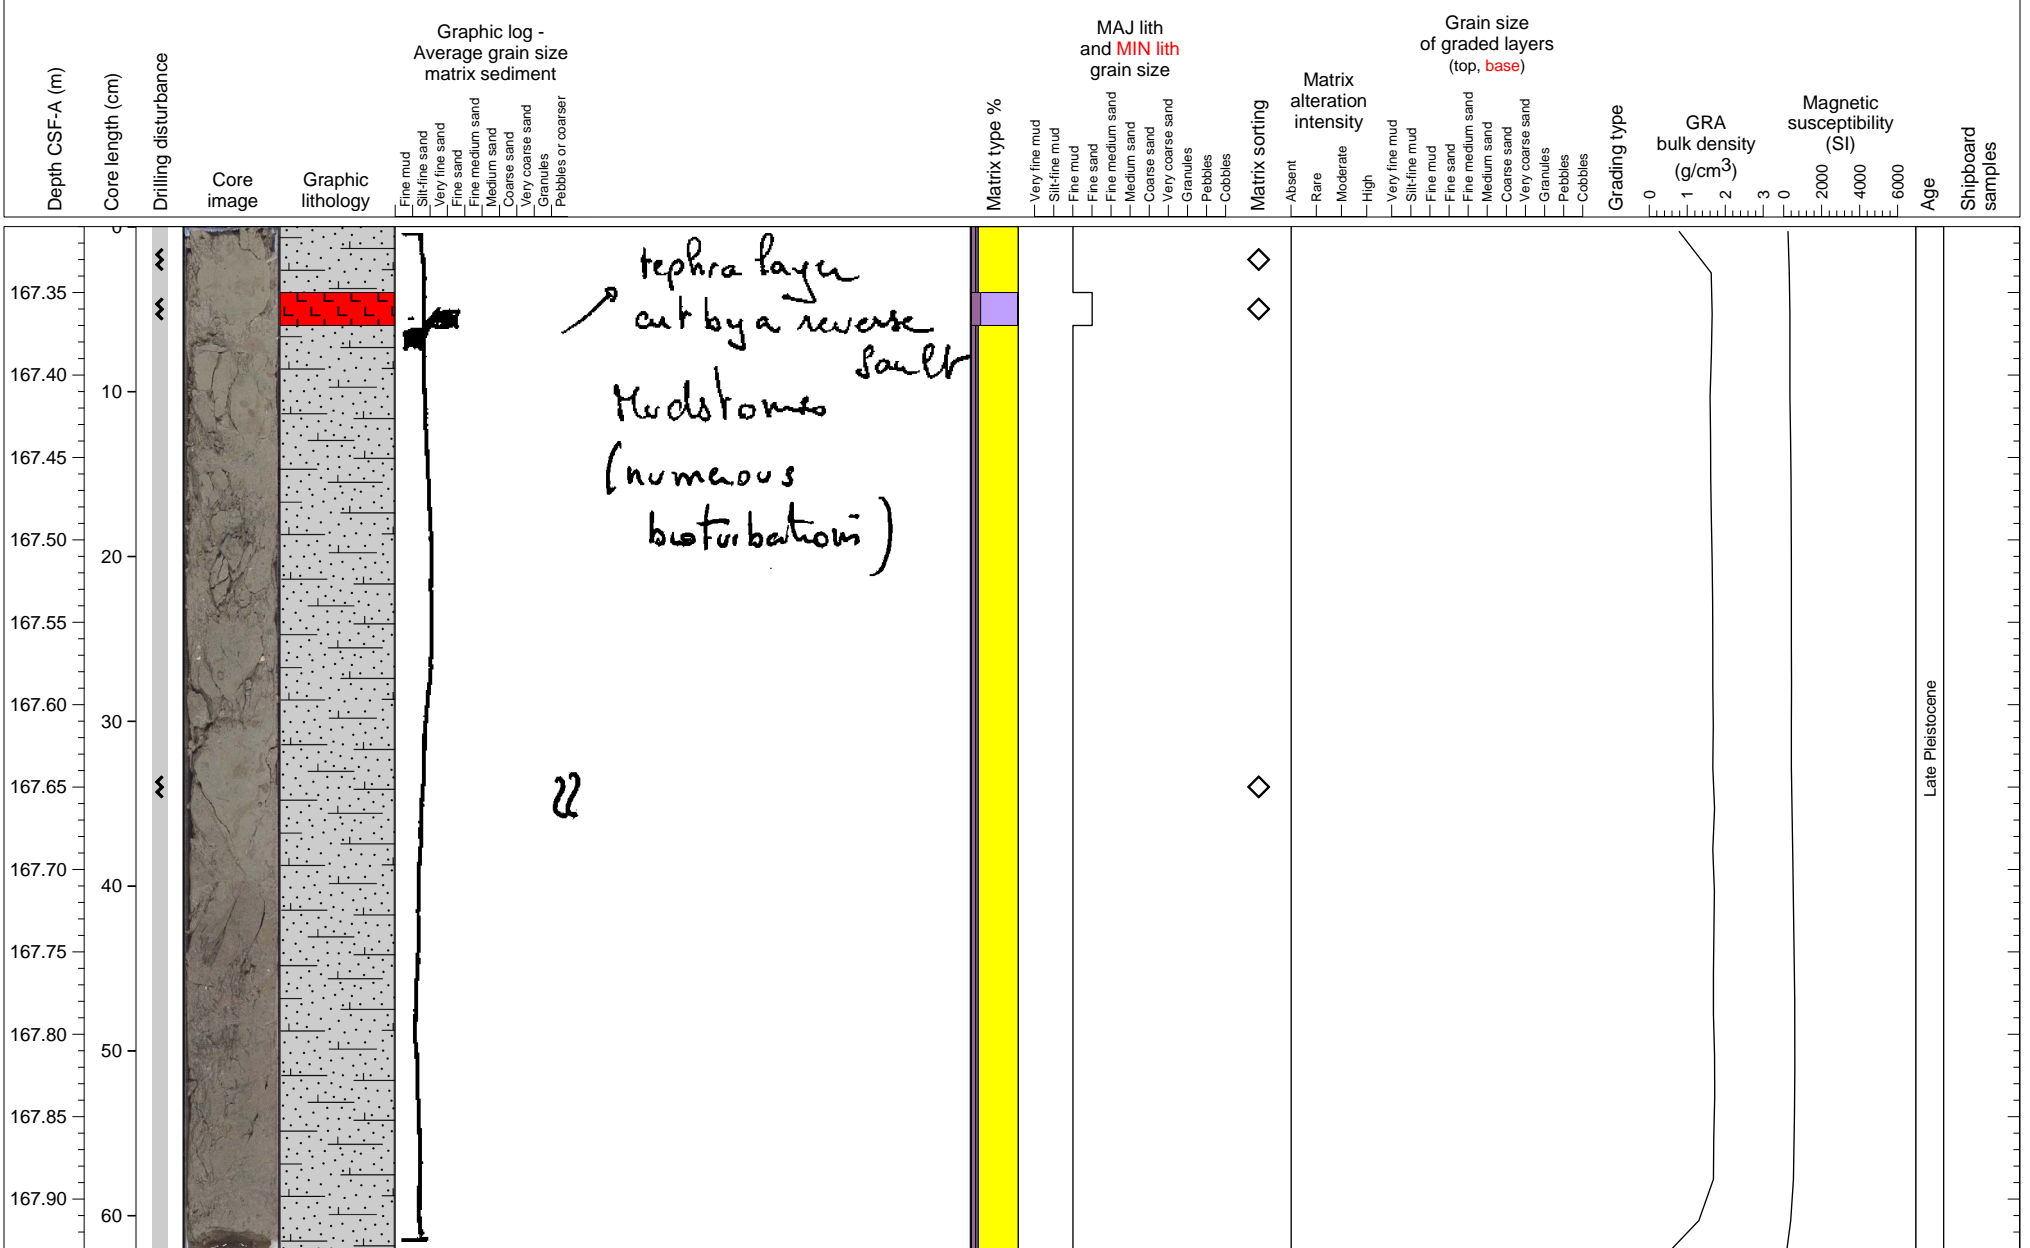 Depth CSF-A (m)
Core length (cm)
Drilling disturbance
Core
image
Graphic
lithology
Graphic log -
Average grain size
matrix sediment
Fine mud
Silt-fine sand
Very fine sand
Fine sand
Fine medium sand
Medium sand
Coarse sand
Very coarse sand
Granules
Pebbles or coarser
Matrix type %
MAJ lith
and MIN lith
grain size
Very fine mud
Silt-fine mud
Fine mud
Fine sand
Fine medium sand
Medium sand
Coarse sand
Very coarse sand
Granules
Pebbles
Cobbles
Matrix sorting
Matrix
alteration
intensity
Absent
Rare
Moderate
High
Grain size
of graded layers
(top, base)
Very fine mud
Silt-fine mud
Fine mud
Fine sand
Fine medium sand
Medium sand
Coarse sand
Very coarse sand
Granules
Pebbles
Cobbles
Grading type
GRA
bulk density
(g/cm3)
0 1 2 3
Magnetic
susceptibility
(SI)
0 2000 4000 6000
Age
Shipboard
samples
0
167.35
167.40
10
167.45
167.50
20
167.55
167.60
30
167.65
167.70
40
167.75
167.80
50
167.85
167.90
60
tephra layer
cut by a reverse
fault
Mudstones
(numerous
bioturbations)
Late Pleistocene